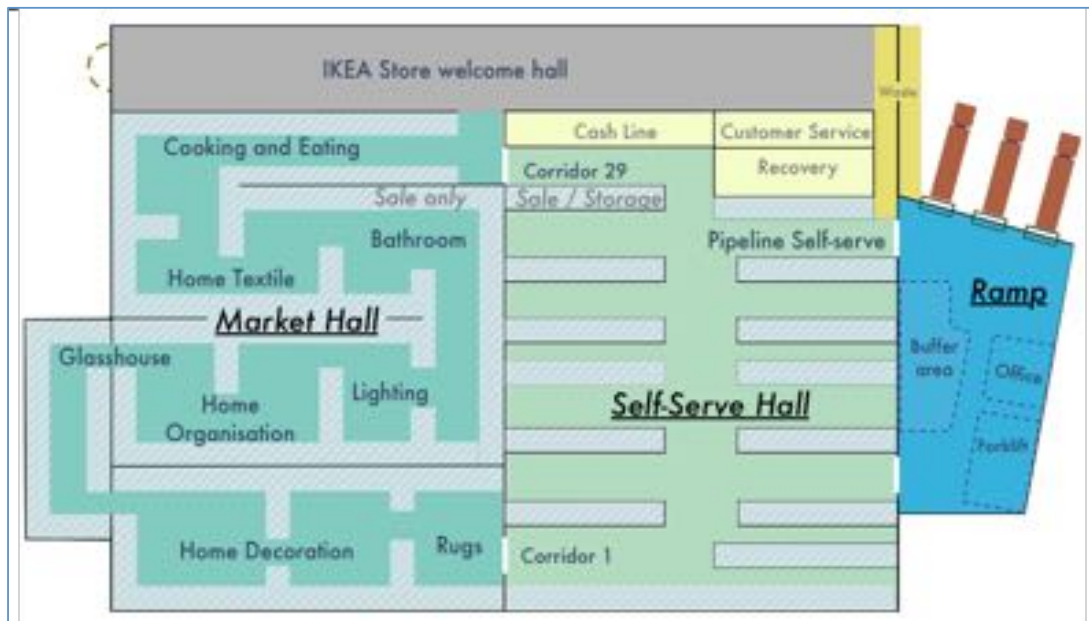 IKEA Store welcome hall
Waste
Cash Line
Customer Service
Cooking and Eating
Corridor 29
Recovery
Sale only
Sale / Storage
Bathroom
Pipeline Self-serve
Home Textile
Ramp
Market Hall
Glasshouse
Buffer
area
Office
Lighting
Home
Organisation
Self-Serve Hall
Forklift
Home Decoration
Rugs
Corridor 1